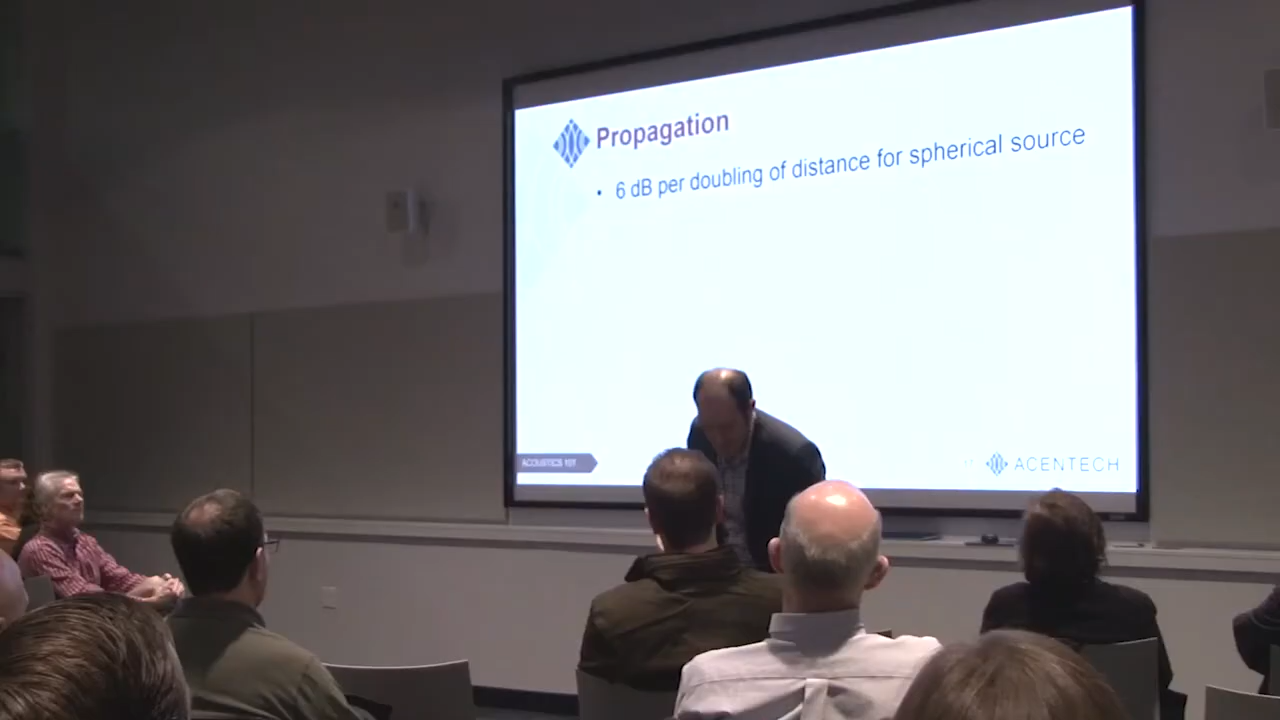 Propagation
• 6 dB per doubling of distance for spherical source
ACOUSTICS 101
ACENTECH